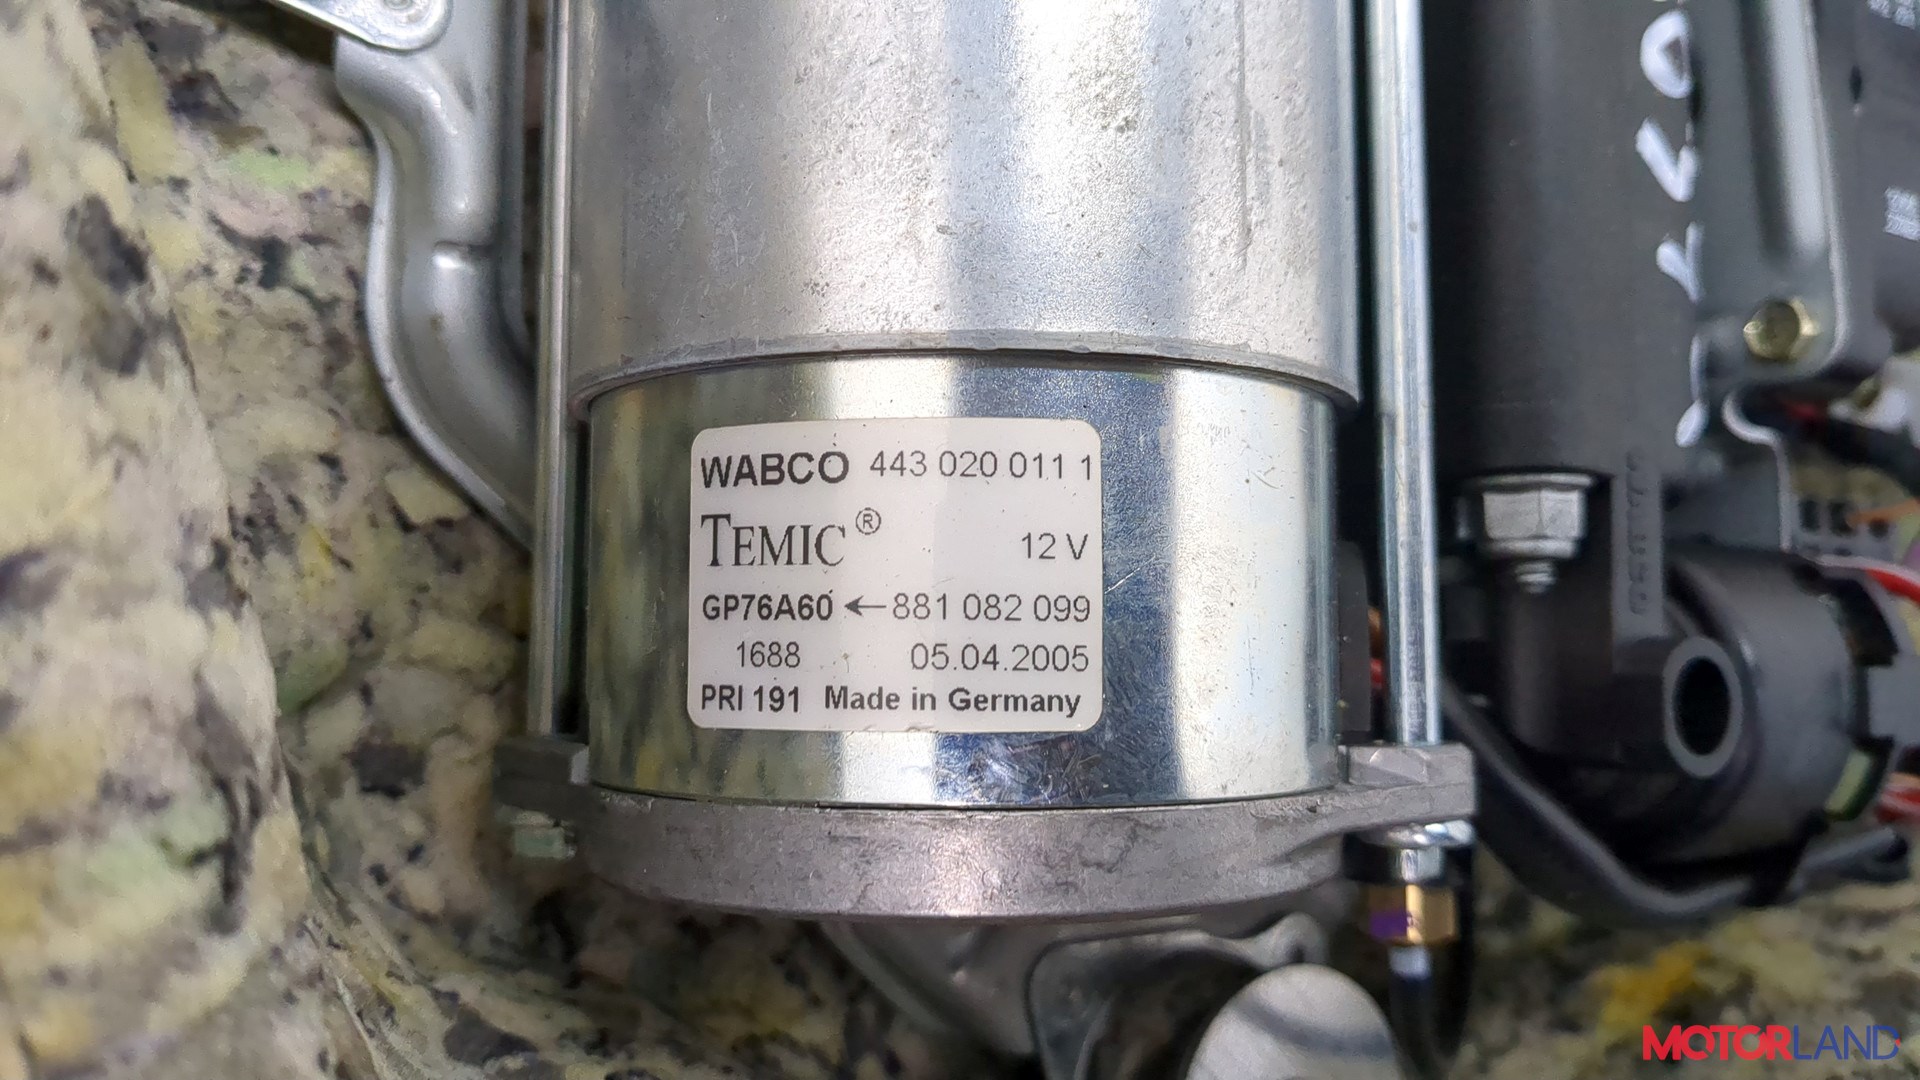 WABCO 443 020 011 1
TEMIC®
12 V
GP76A60 ←881 082 099
1688 05.04.2005
PRI 191 Made in Germany
MOTORLAND